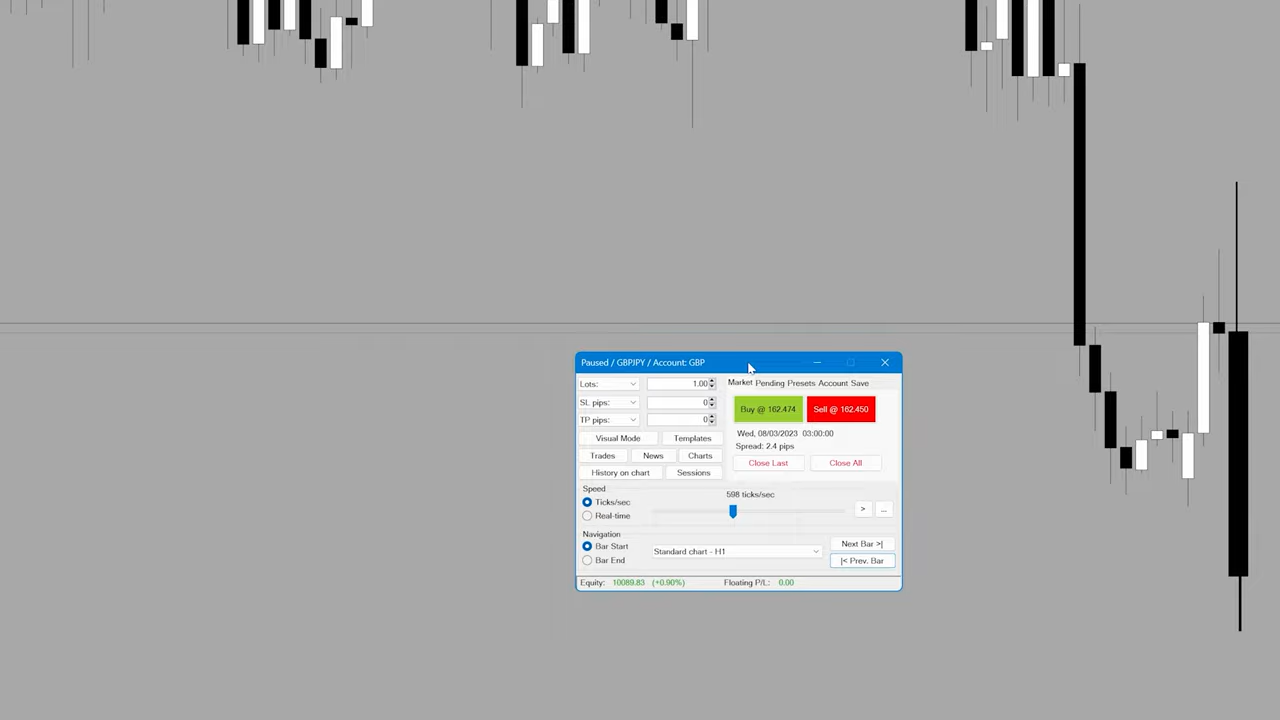 Paused / GBPJPY / Account: GBP
Lots: 1.00
SL pips: 0
TP pips: 0
Visual Mode Templates
Trades News Charts
History on chart Sessions
Market Pending Presets Account Save
Buy @ 162.474 Sell @ 162.450
Wed, 08/03/2023 03:00:00
Spread: 2.4 pips
Close Last Close All
Speed
598 ticks/sec
Ticks/sec
Real-time
> ...
Navigation
Bar Start
Bar End
Standard chart - H1
Next Bar >|
|< Prev. Bar
Equity: 10089.83 (+0.90%) Floating P/L: 0.00